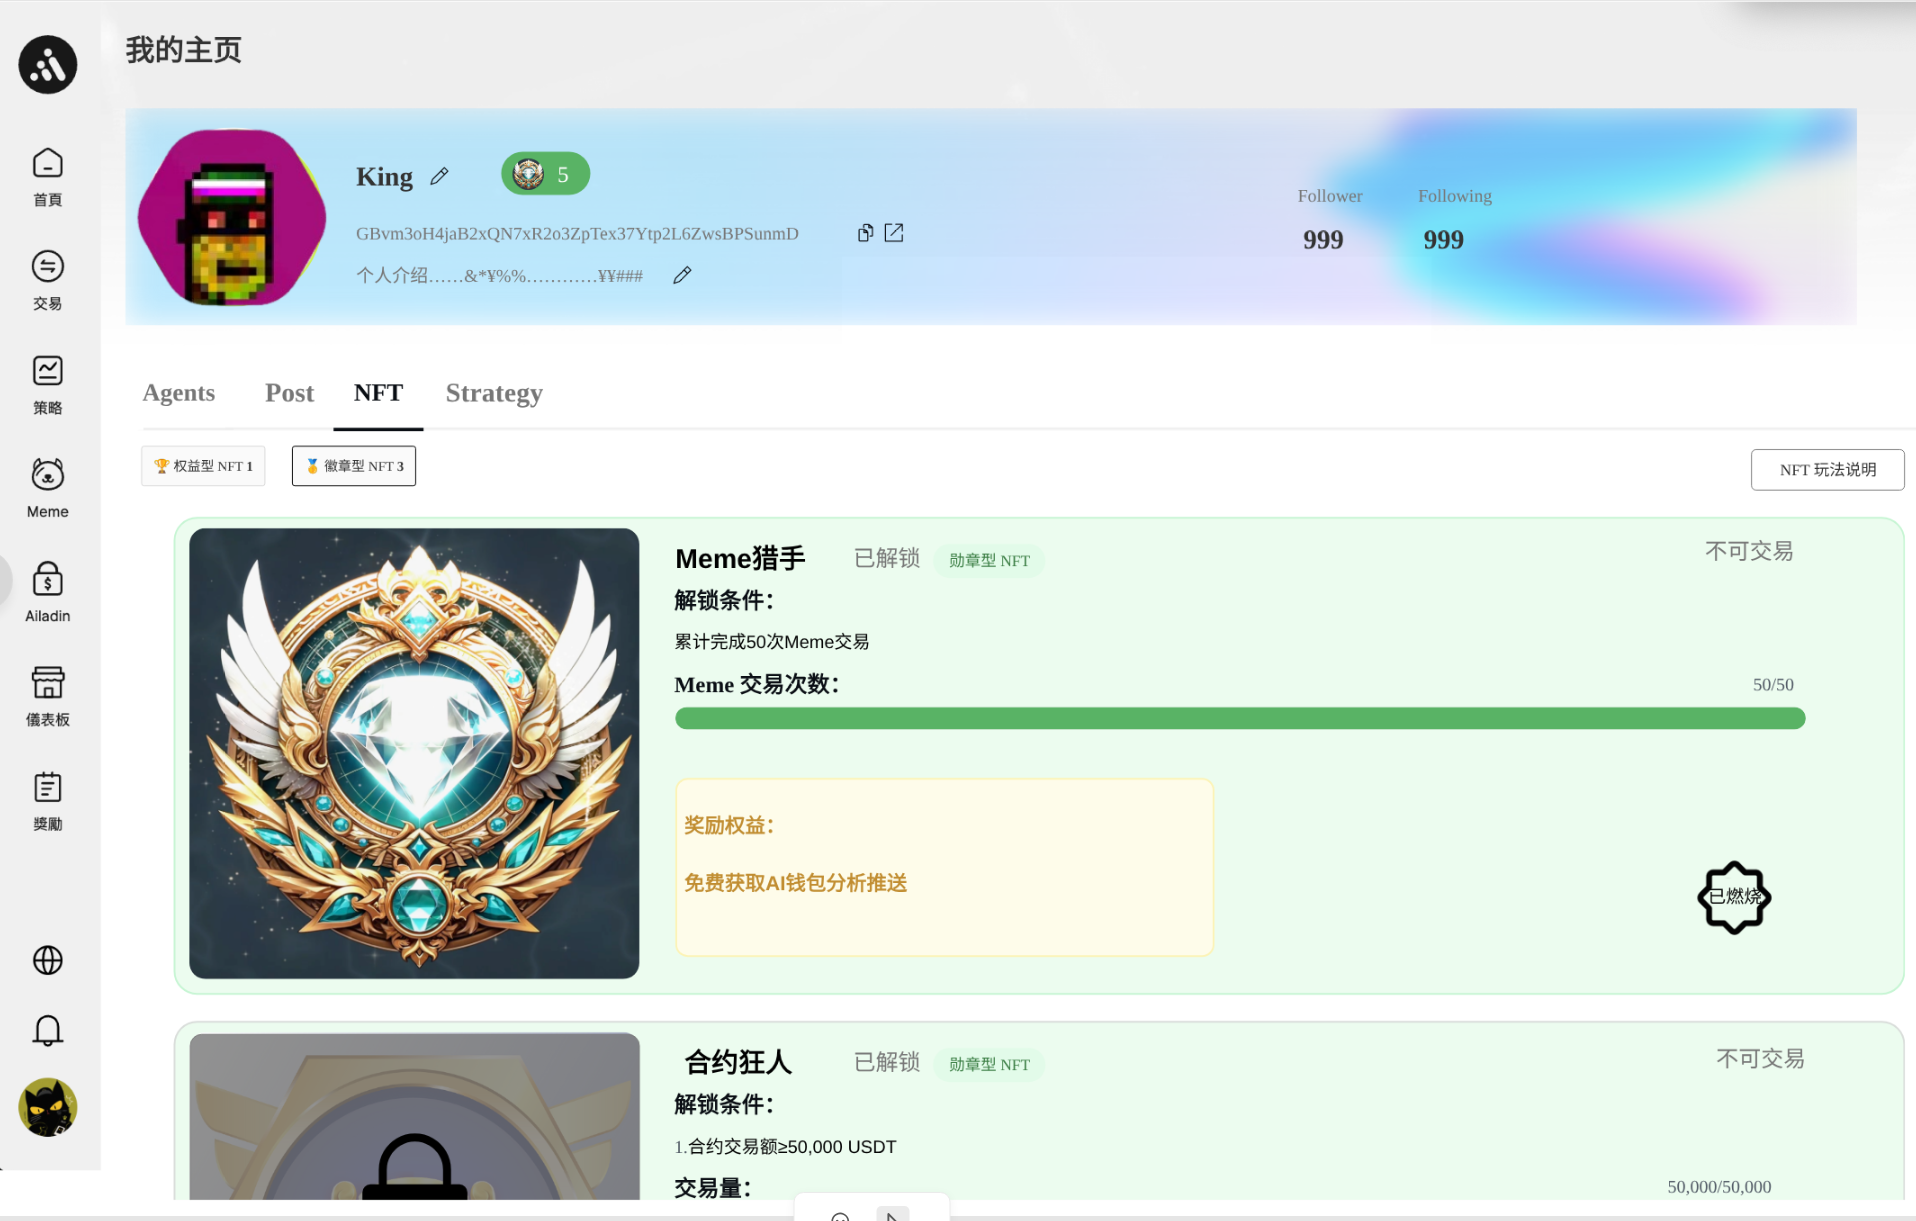 我的主页
首頁
交易
策略
Meme
Ailadin
儀表板
獎勵
King
5
GBvm3oH4jaB2xQN7xR2o3ZpTex37Ytp2L6ZwsBPSunmD
个人介绍……&*¥%%…………¥¥###
Follower
Following
999
999
Agents
Post
NFT
Strategy
🏆 权益型 NFT 1
🥇 徽章型 NFT 3
NFT 玩法说明
Meme猎手
已解锁
勋章型 NFT
不可交易
解锁条件：
累计完成50次Meme交易
Meme 交易次数：
50/50
奖励权益：
免费获取AI钱包分析推送
已燃烧
合约狂人
已解锁
勋章型 NFT
不可交易
解锁条件：
1.合约交易额≥50,000 USDT
交易量：
50,000/50,000